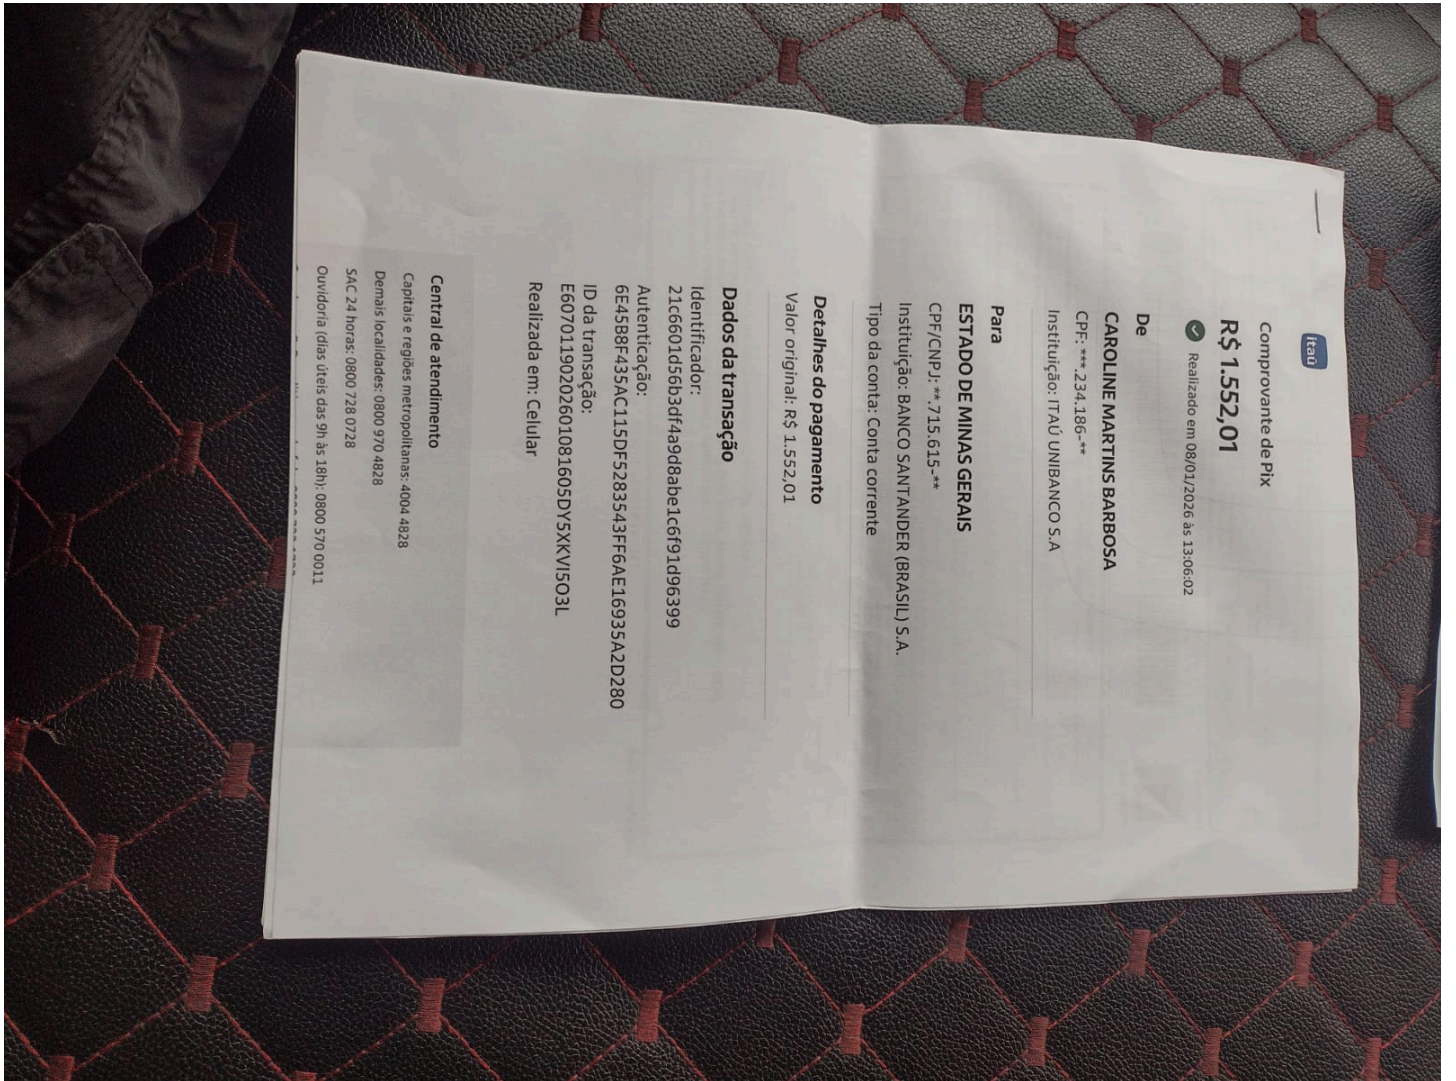 itaú
Comprovante de Pix
R$ 1.552,01
Realizado em 08/01/2026 às 13:06:02
De
CAROLINE MARTINS BARBOSA
CPF: ***.234.186-**
Instituição: ITAÚ UNIBANCO S.A
Para
ESTADO DE MINAS GERAIS
CPF/CNPJ: **.715.615-**
Instituição: BANCO SANTANDER (BRASIL) S.A.
Tipo da conta: Conta corrente
Detalhes do pagamento
Valor original: R$ 1.552,01
Dados da transação
Identificador:
21c6601d56b3df4a9d8abe1c6f91d96399
Autenticação:
6E45B8F435AC115DF5283543FF6AE16935A2D280
ID da transação:
E60701190202601081605DY5XKVI5O3L
Realizada em: Celular
Central de atendimento
Capitais e regiões metropolitanas: 4004 4828
Demais localidades: 0800 970 4828
SAC 24 horas: 0800 728 0728
Ouvidoria (dias úteis das 9h às 18h): 0800 570 0011